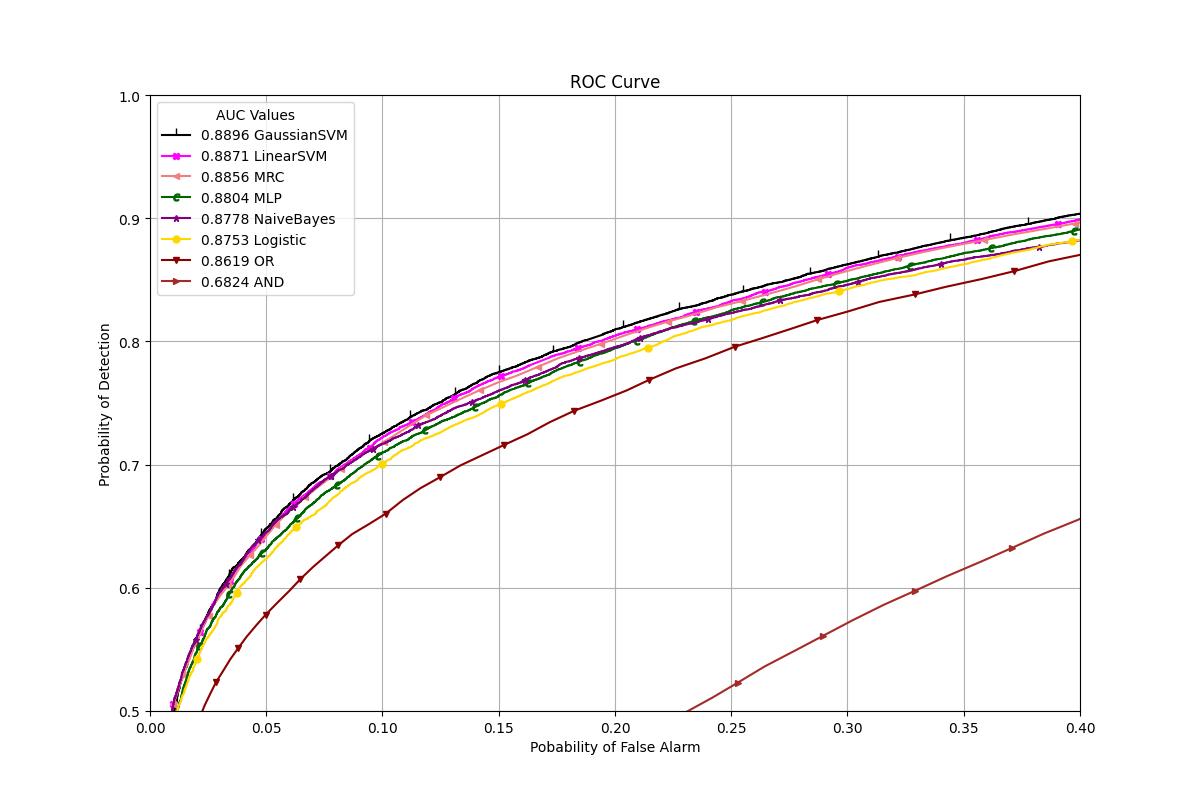 ROC Curve
1.0
0.9
0.8
0.7
0.6
0.5
Probability of Detection
AUC Values
0.8896 GaussianSVM
0.8871 LinearSVM
0.8856 MRC
0.8804 MLP
0.8778 NaiveBayes
0.8753 Logistic
0.8619 OR
0.6824 AND
0.00 0.05 0.10 0.15 0.20 0.25 0.30 0.35 0.40
Pobability of False Alarm